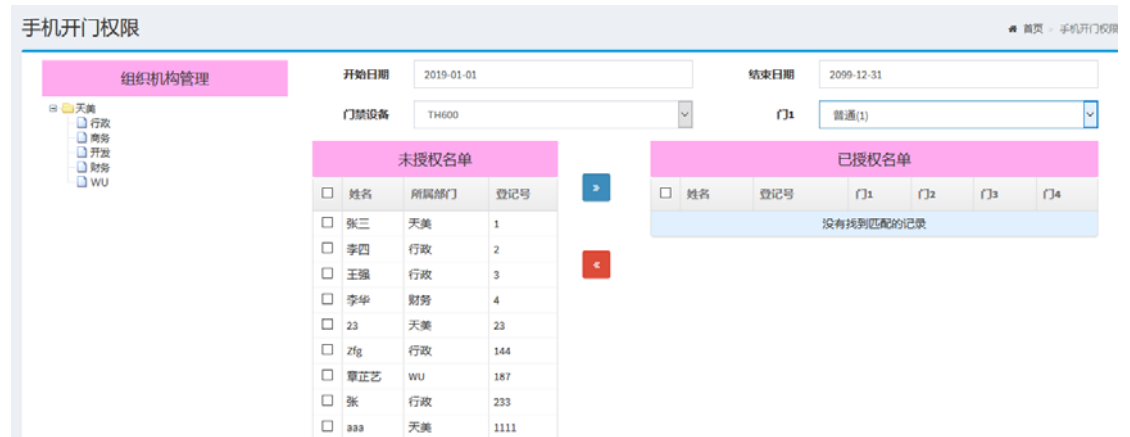 手机开门权限
首页 > 手机开门权限
组织机构管理
天美
行政
商务
开发
财务
WU
开始日期 2019-01-01 结束日期 2099-12-31
门禁设备 TH600 门1 普通(1)
未授权名单
姓名 所属部门 登记号
张三 天美 1
李四 行政 2
王强 行政 3
李华 财务 4
23 天美 23
zfg 行政 144
章芷艺 WU 187
张 行政 233
aaa 天美 1111
»
«
已授权名单
姓名 登记号 门1 门2 门3 门4
没有找到匹配的记录